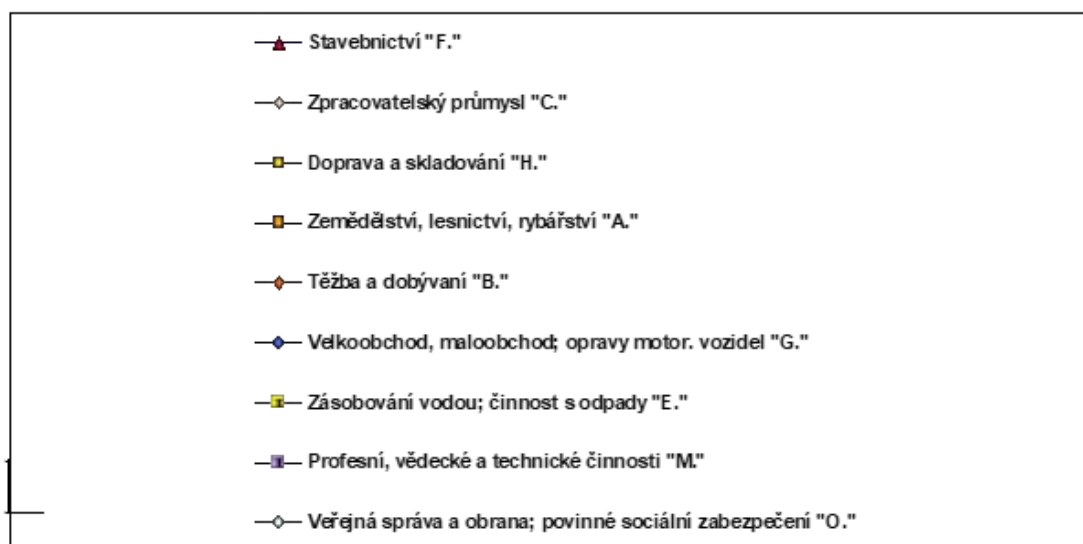 Stavebnictví "F."
Zpracovatelský průmysl "C."
Doprava a skladování "H."
Zemědělství, lesnictví, rybářství "A."
Těžba a dobývaní "B."
Velkoobchod, maloobchod; opravy motor. vozidel "G."
Zásobování vodou; činnost s odpady "E."
Profesní, vědecké a technické činnosti "M."
Veřejná správa a obrana; povinné sociální zabezpečení "O."